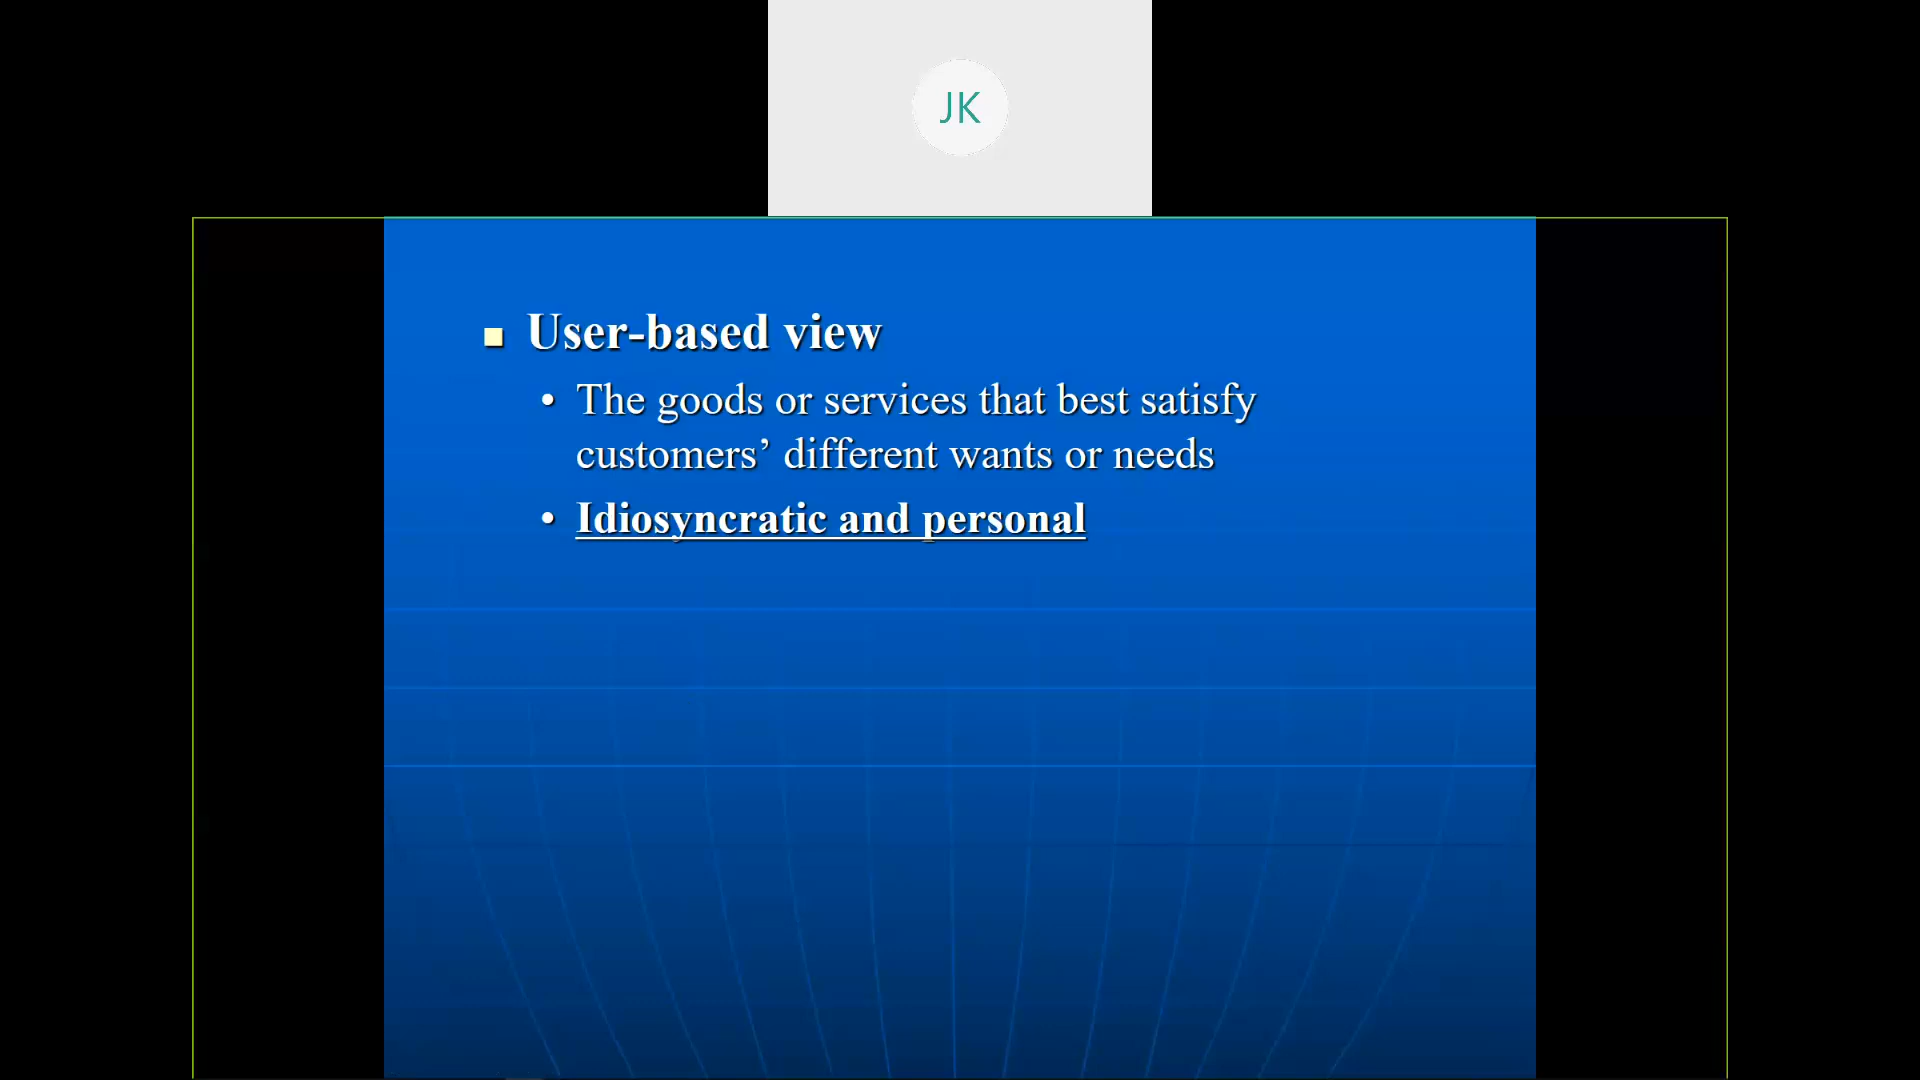 JK
User-based view
The goods or services that best satisfy
customers’ different wants or needs
Idiosyncratic and personal